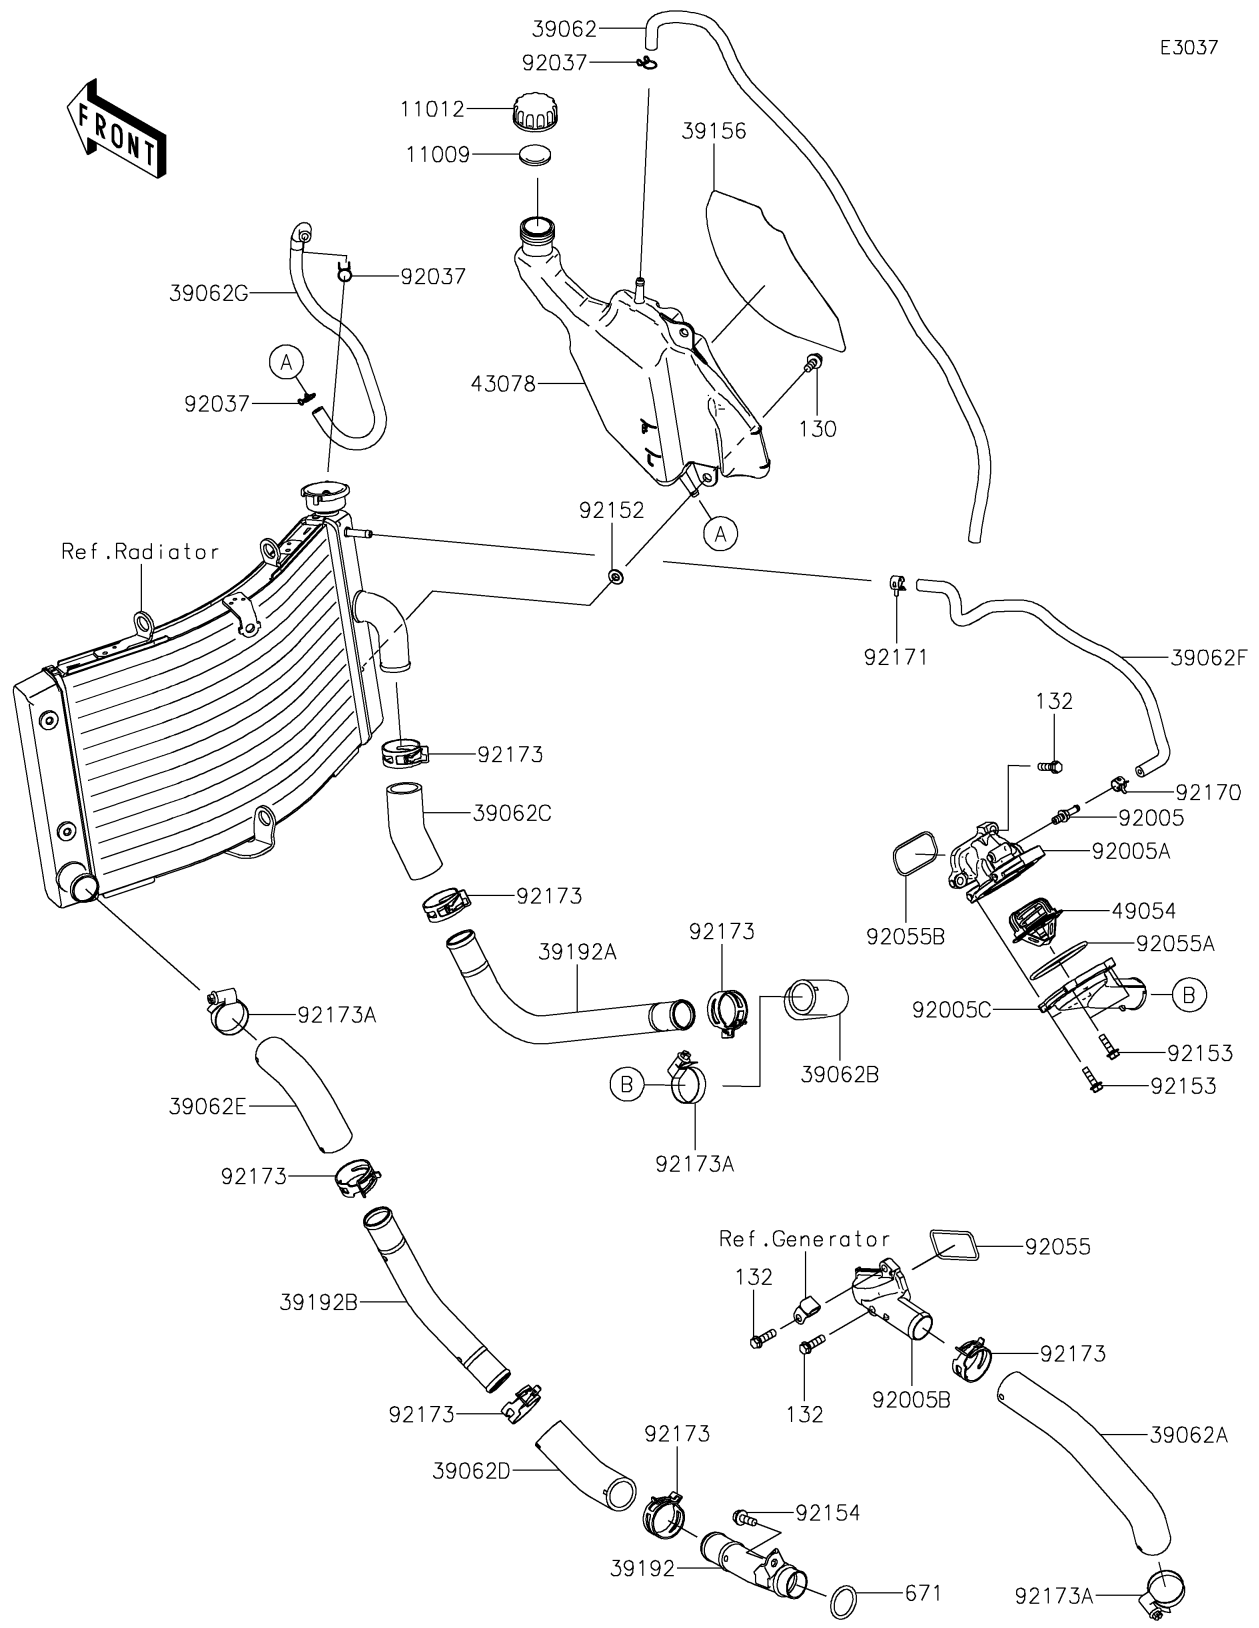 39062
E3037
92037
FRONT
11012
39156
11009
92037
39062G
A
43078
92037
130
92152
A
Ref.Radiator
92171
39062F
132
92173
92170
39062C
92005
92005A
92173
49054
92173
92055B
92055A
39192A
B
92173A
92005C
92153
39062B
B
92153
39062E
92173A
92173
Ref.Generator
92055
132
39192B
92173
92005B
92173
132
92173
39062A
39062D
92154
39192
671
92173A